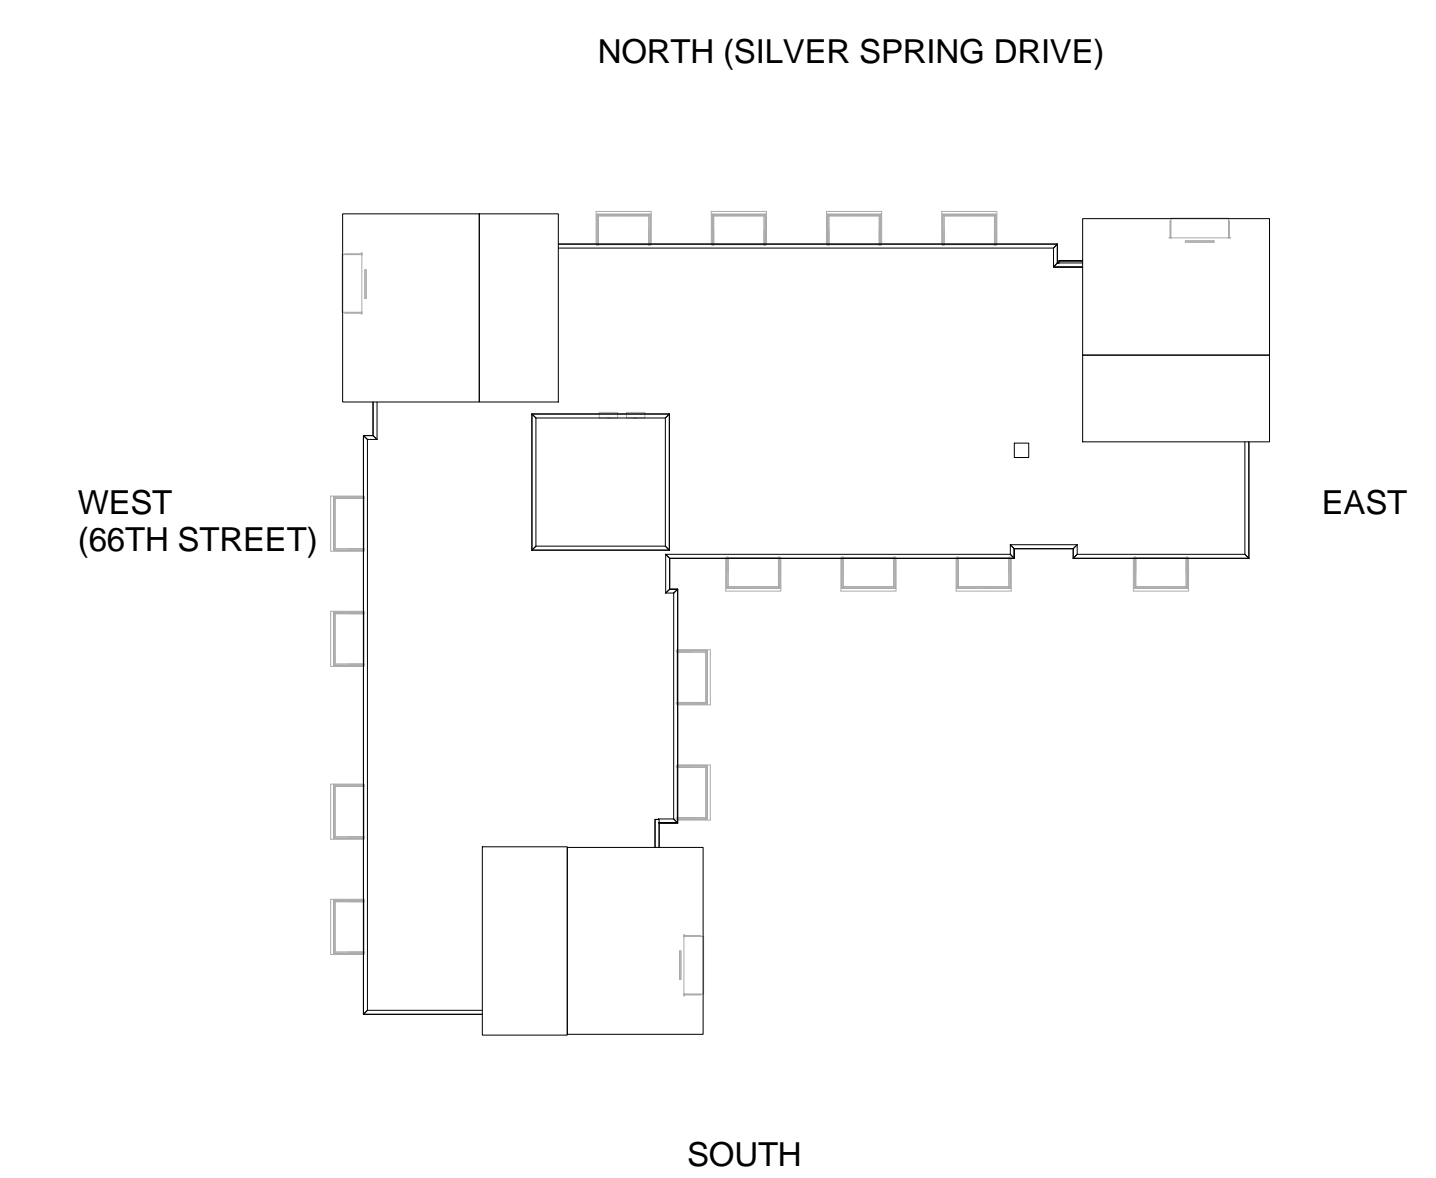 NORTH (SILVER SPRING DRIVE)
WEST
(66TH STREET)
EAST
SOUTH